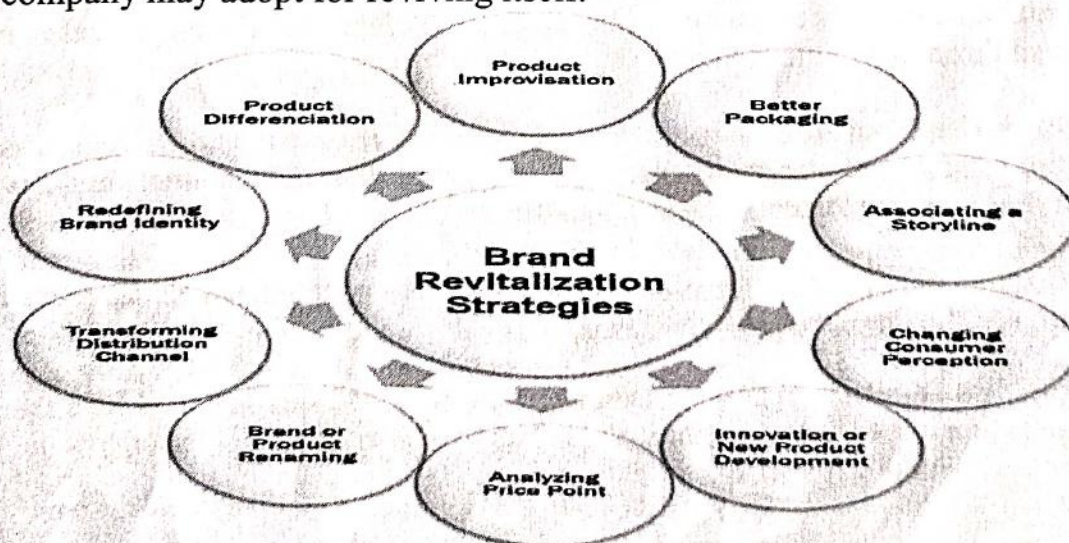 company may adopt for reviving itself.
Product
Improvisation
Better
Packaging
Associating a
Storyline
Changing
Consumer
Perception
Innovation or
New Product
Development
Analyzing
Price Point
Brand or
Product
Renaming
Transforming
Distribution
Channel
Redefining
Brand Identity
Product
Differenciation
Brand
Revitalization
Strategies